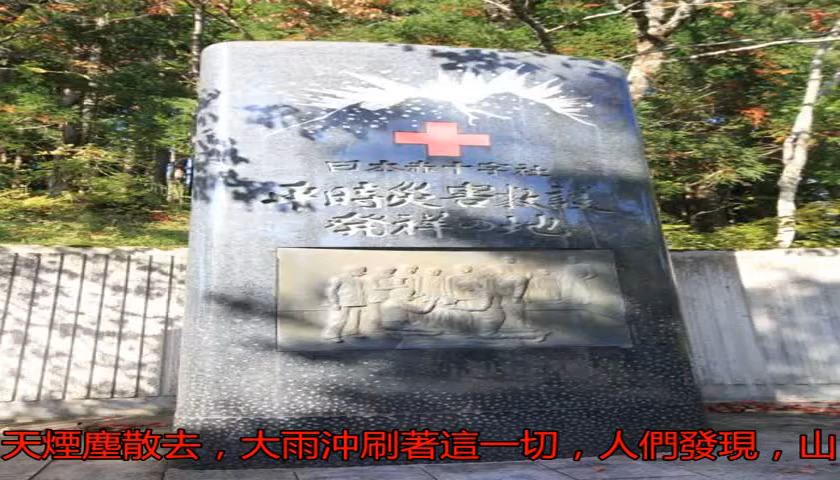 日本赤十字社
平時災害救護
発祥の地
天煙塵散去，大雨沖刷著這一切，人們發現，山